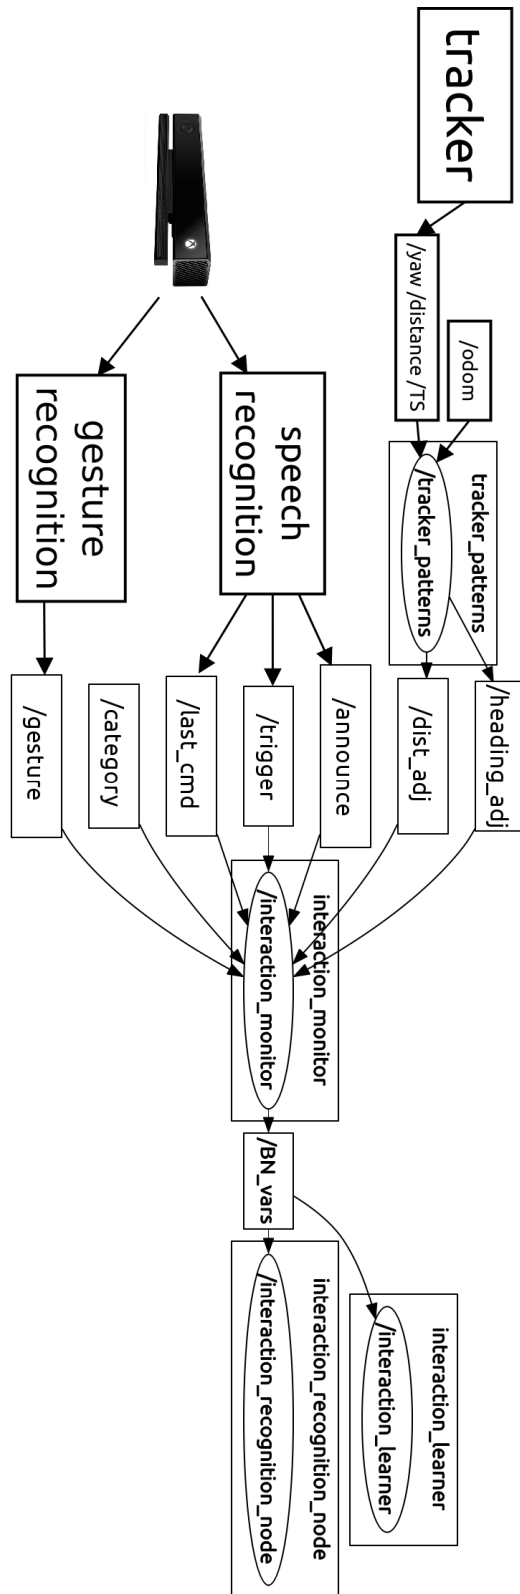 tracker
/yaw /distance /TS
/odom
tracker_patterns
/tracker_patterns
/heading_adj
/dist_adj
speech
recognition
gesture
recognition
/announce
/trigger
/last_cmd
/category
/gesture
interaction_monitor
/interaction_monitor
/BN_vars
interaction_learner
/interaction_learner
interaction_recognition_node
/interaction_recognition_node